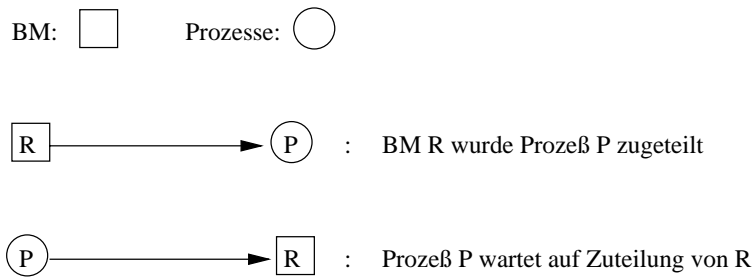 BM: Prozesse:
R P : BM R wurde Prozeß P zugeteilt
P R : Prozeß P wartet auf Zuteilung von R